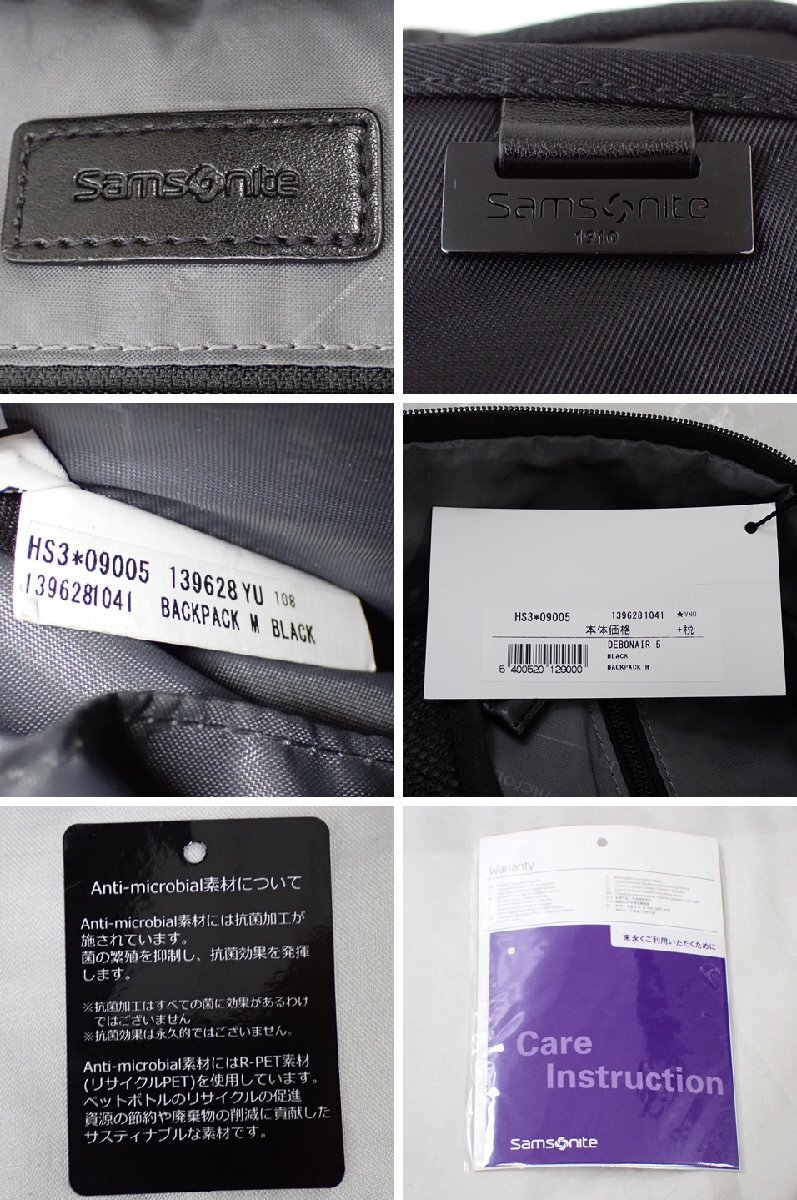 Samsonite
Samsonite
1910
HS3*09005 139628YU 108
1396281041 BACKPACK M BLACK
HS3*09005 1396281041
本体価格 +税
DEBONAIR 5
BLACK
BACKPACK M
5 400520 129000
Anti-microbial素材について
Anti-microbial素材には抗菌加工が
施されています。
菌の繁殖を抑制し、抗菌効果を発揮
します。
※抗菌加工はすべての菌に効果があるわけ
ではございません
※抗菌効果は永久的ではございません。
Anti-microbial素材にはR-PET素材
(リサイクルPET)を使用しています。
ペットボトルのリサイクルの促進
資源の節約や廃棄物の削減に貢献した
サスティナブルな素材です。
Warranty
末永くご利用いただくために
Care
Instruction
Samsonite